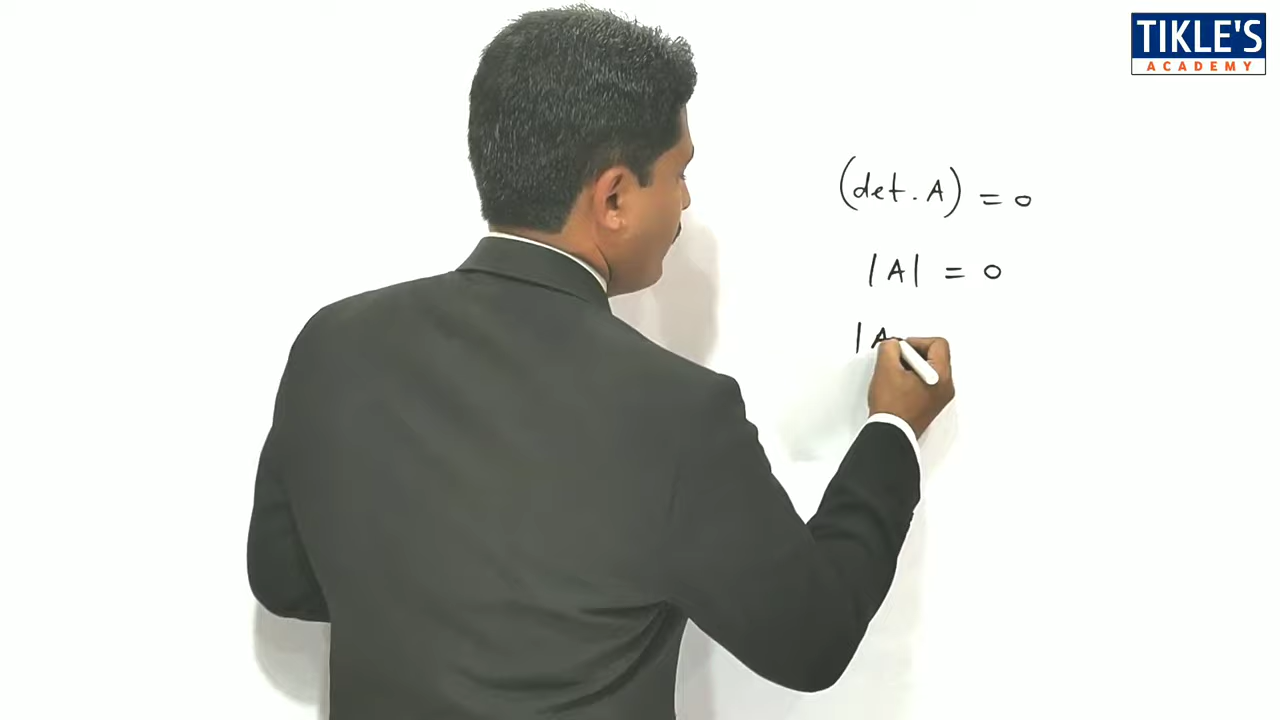 TIKLE'S
ACADEMY
(det. A) = 0
|A| = 0
|A